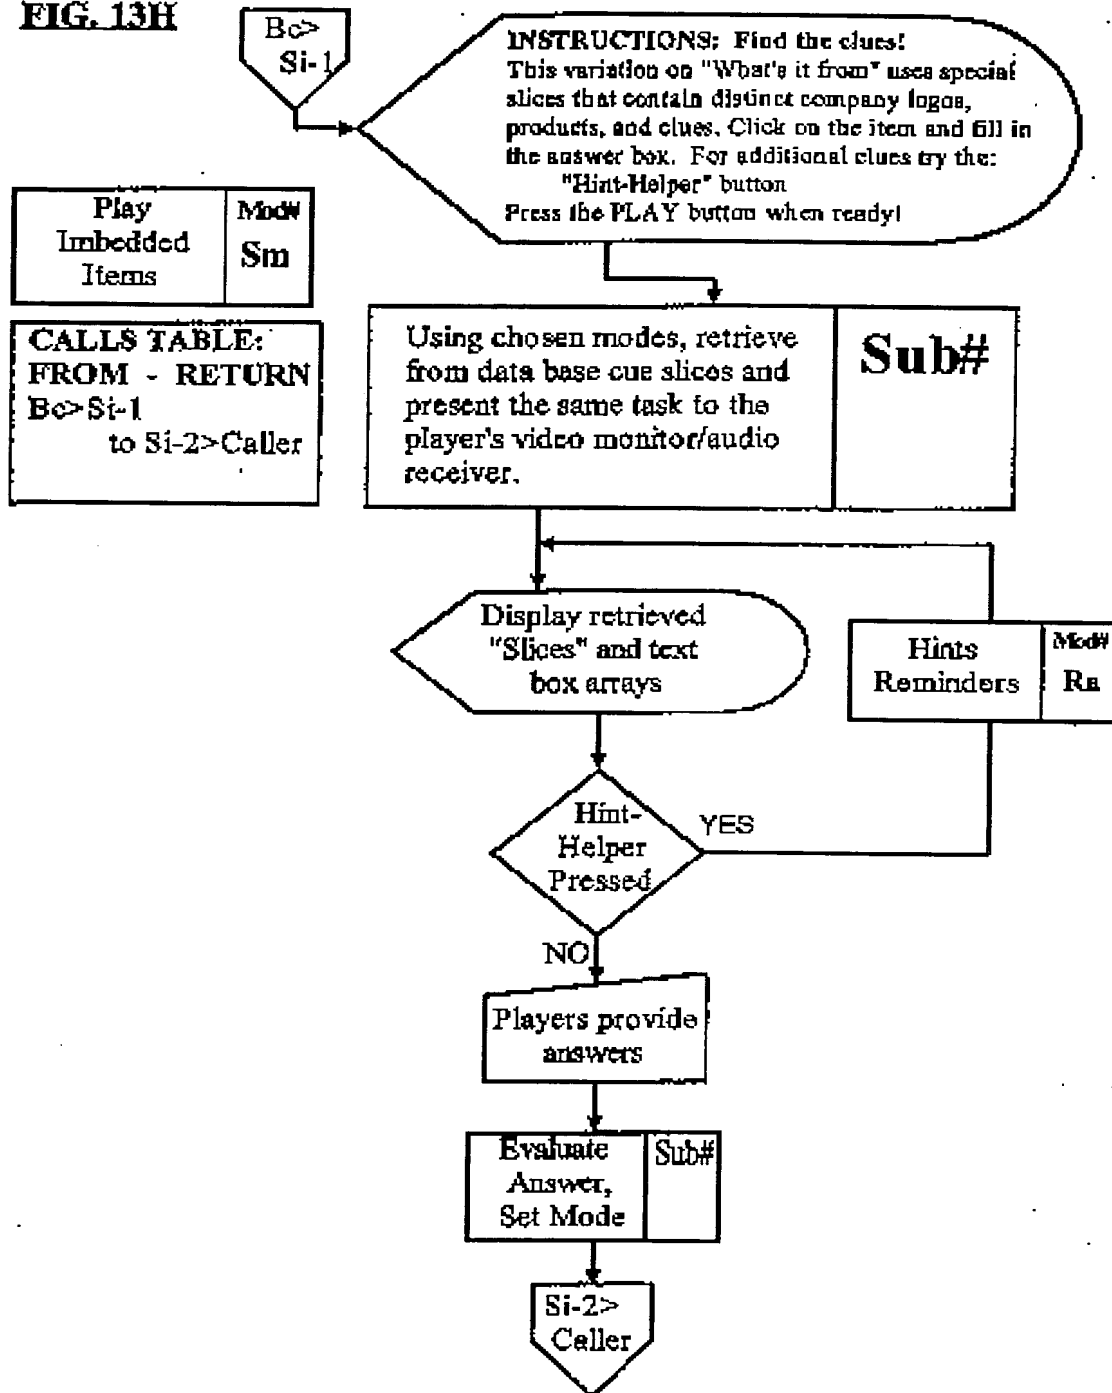 FIG. 13H
Bc>
Si-1
INSTRUCTIONS: Find the clues!
This variation on "What's it from" uses special
slices that contain distinct company logos,
products, and clues. Click on the item and fill in
the answer box. For additional clues try the:
"Hint-Helper" button
Press the PLAY button when ready!
Play
Imbedded
Items
Mod#
Sm
CALLS TABLE:
FROM - RETURN
Bc>Si-1
to Si-2>Caller
Using chosen modes, retrieve
from data base cue slices and
present the same task to the
player's video monitor/audio
receiver.
Sub#
Display retrieved
"Slices" and text
box arrays
Hints
Reminders
Mod#
Ra
Hint-
Helper
Pressed
YES
NO
Players provide
answers
Evaluate
Answer,
Set Mode
Sub#
Si-2>
Caller